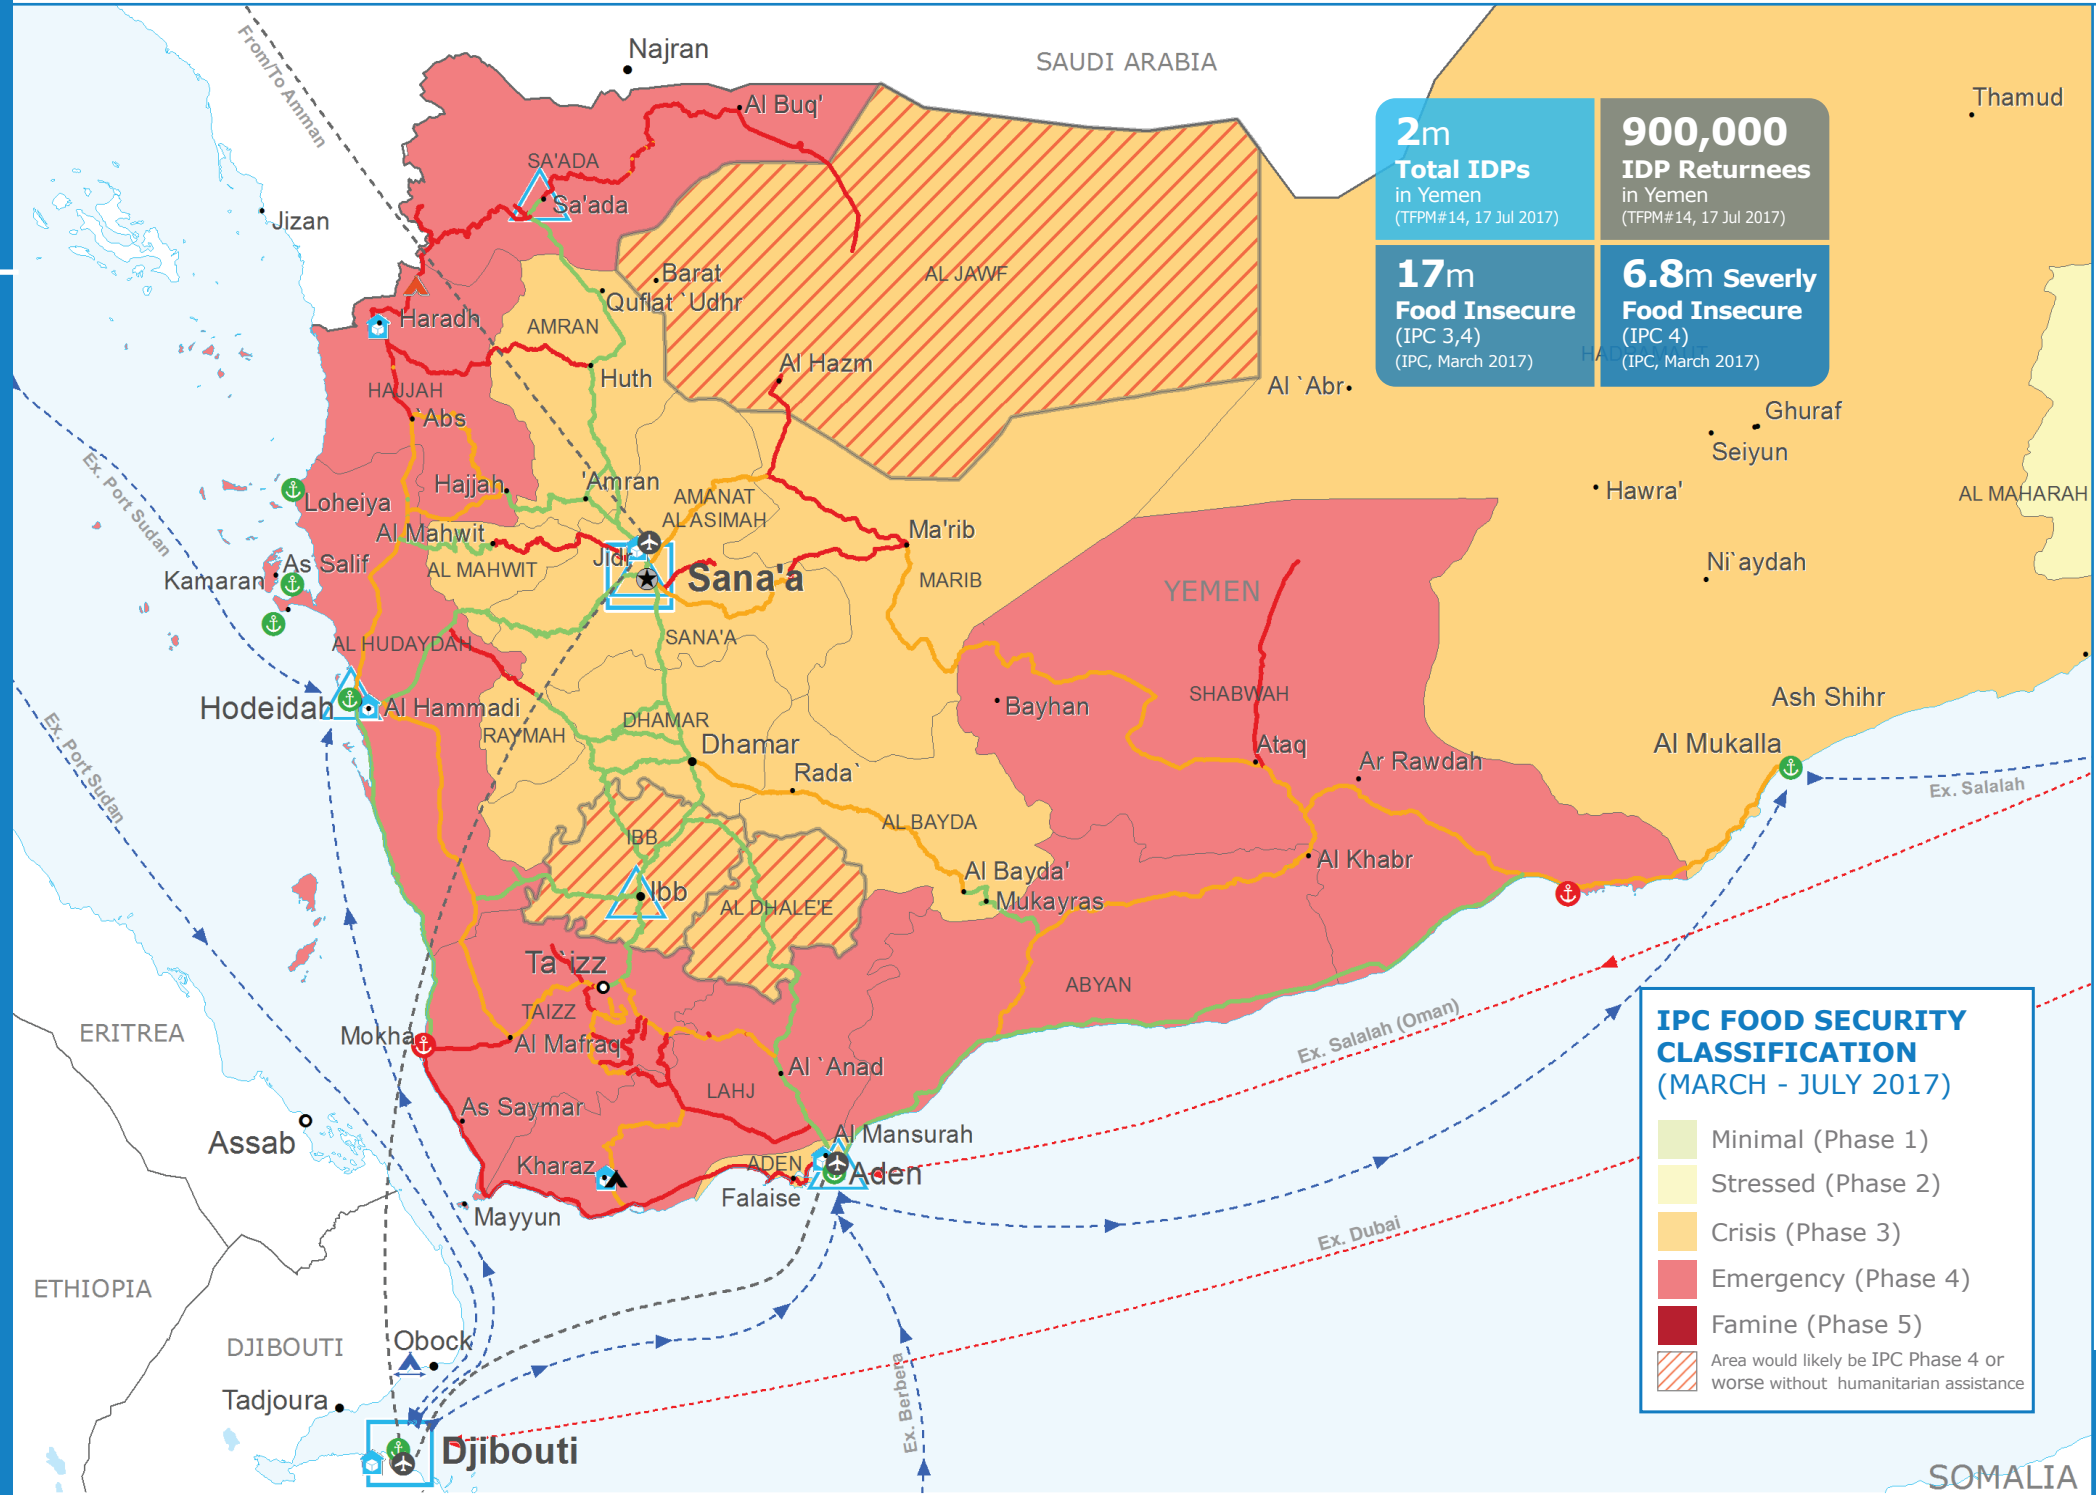 From/To Amman
Najran
SAUDI ARABIA
Thamud
Al Buq'
2m
Total IDPs
in Yemen
(TFPM#14, 17 Jul 2017)
900,000
IDP Returnees
in Yemen
(TFPM#14, 17 Jul 2017)
17m
Food Insecure
(IPC 3,4)
(IPC, March 2017)
6.8m Severly
Food Insecure
(IPC 4)
(IPC, March 2017)
HADRAMAUT
SA'ADA
Sa'ada
Jizan
Barat
Quflat `Udhr
AL JAWF
Haradh
AMRAN
Al Hazm
Huth
HAJJAH
`Abs
Al `Abr
Ghuraf
Seiyun
Hawra'
AL MAHARAH
Ex. Port Sudan
Loheiya
Hajjah
'Amran
AMANAT
AL ASIMAH
Al Mahwit
Jidr
Ma'rib
As Salif
Kamaran
AL MAHWIT
Sana'a
MARIB
YEMEN
Ni`aydah
AL HUDAYDAH
SANA'A
Hodeidah
Al Hammadi
RAYMAH
DHAMAR
Dhamar
Rada`
Bayhan
SHABWAH
Ash Shihr
Al Mukalla
Ataq
Ar Rawdah
Ex. Salalah
Ex. Port Sudan
IBB
AL BAYDA
Al Bayda'
Mukayras
Al Khabr
Ibb
AL DHALE'E
Ta`izz
TAIZZ
ABYAN
ERITREA
Mokha
Al Mafraq
Al `Anad
LAHJ
Ex. Salalah (Oman)
As Saymar
Assab
Al Mansurah
Kharaz
ADEN
Aden
Falaise
Mayyun
Ex. Dubai
ETHIOPIA
DJIBOUTI
Obock
Tadjoura
Djibouti
Ex. Berbera
IPC FOOD SECURITY
CLASSIFICATION
(MARCH - JULY 2017)
Minimal (Phase 1)
Stressed (Phase 2)
Crisis (Phase 3)
Emergency (Phase 4)
Famine (Phase 5)
Area would likely be IPC Phase 4 or
worse without humanitarian assistance
SOMALIA